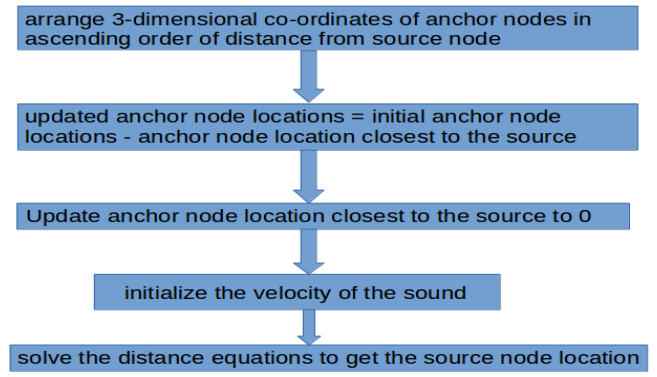 arrange 3-dimensional co-ordinates of anchor nodes in
ascending order of distance from source node
updated anchor node locations = initial anchor node
locations - anchor node location closest to the source
Update anchor node location closest to the source to 0
initialize the velocity of the sound
solve the distance equations to get the source node location